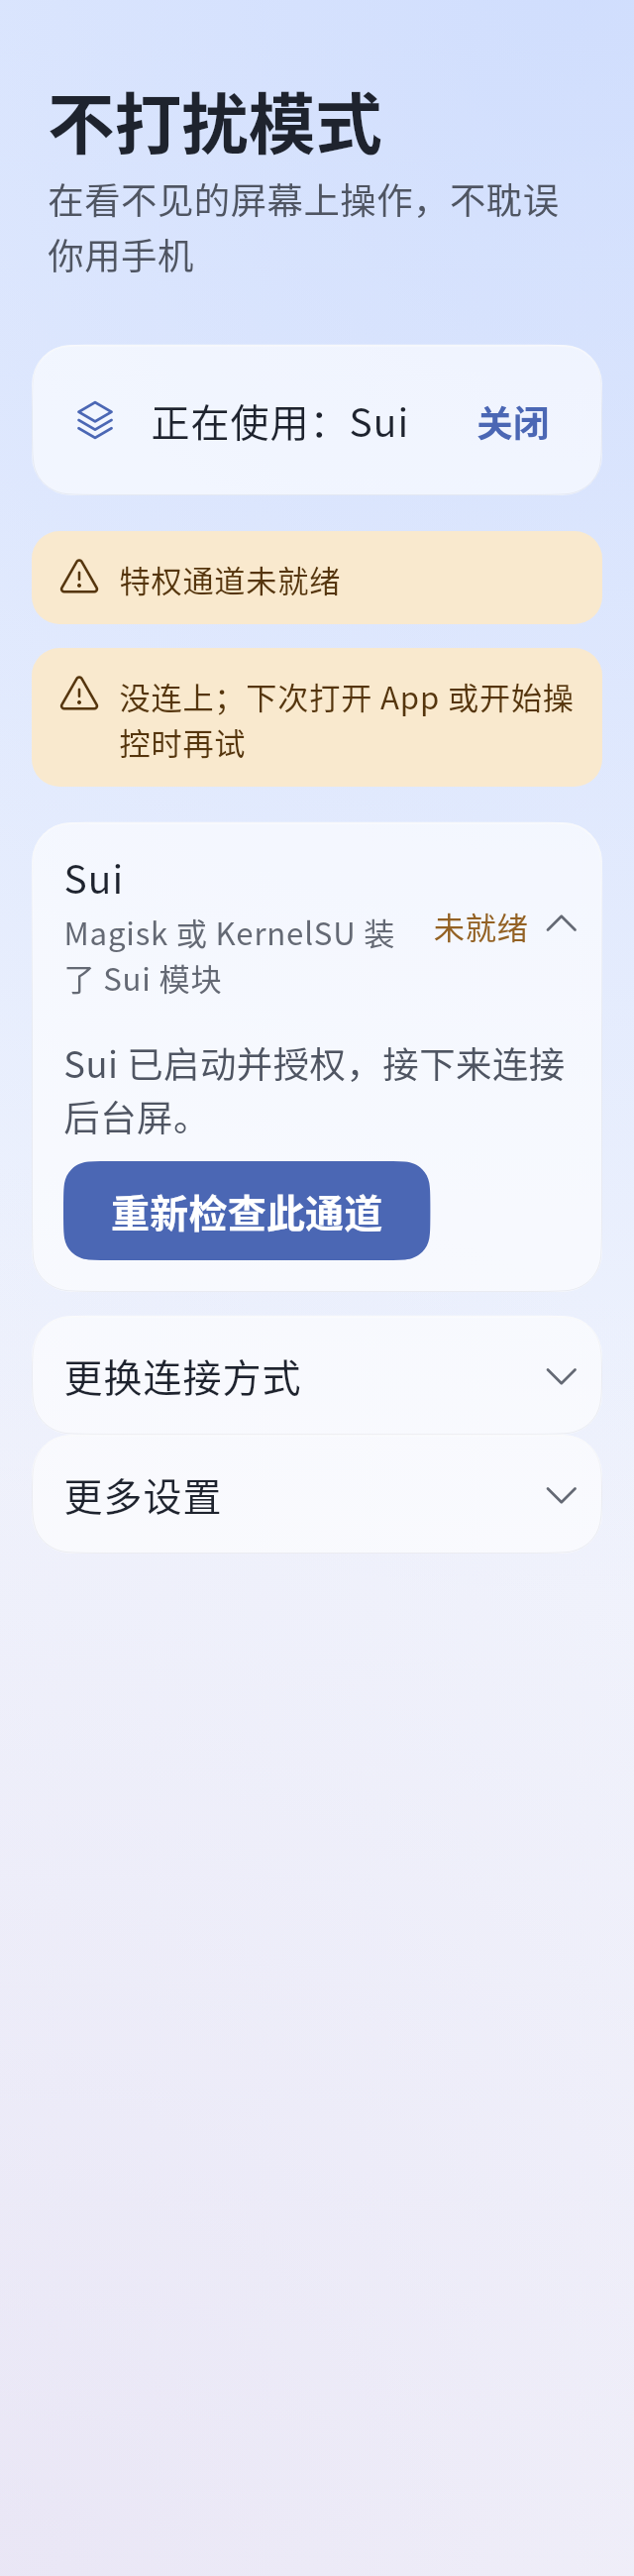 不打扰模式
在看不见的屏幕上操作，不耽误
你用手机
正在使用：Sui
关闭
特权通道未就绪
没连上；下次打开 App 或开始操
控时再试
Sui
Magisk 或 KernelSU 装
了 Sui 模块
未就绪
Sui 已启动并授权，接下来连接
后台屏。
重新检查此通道
更换连接方式
更多设置